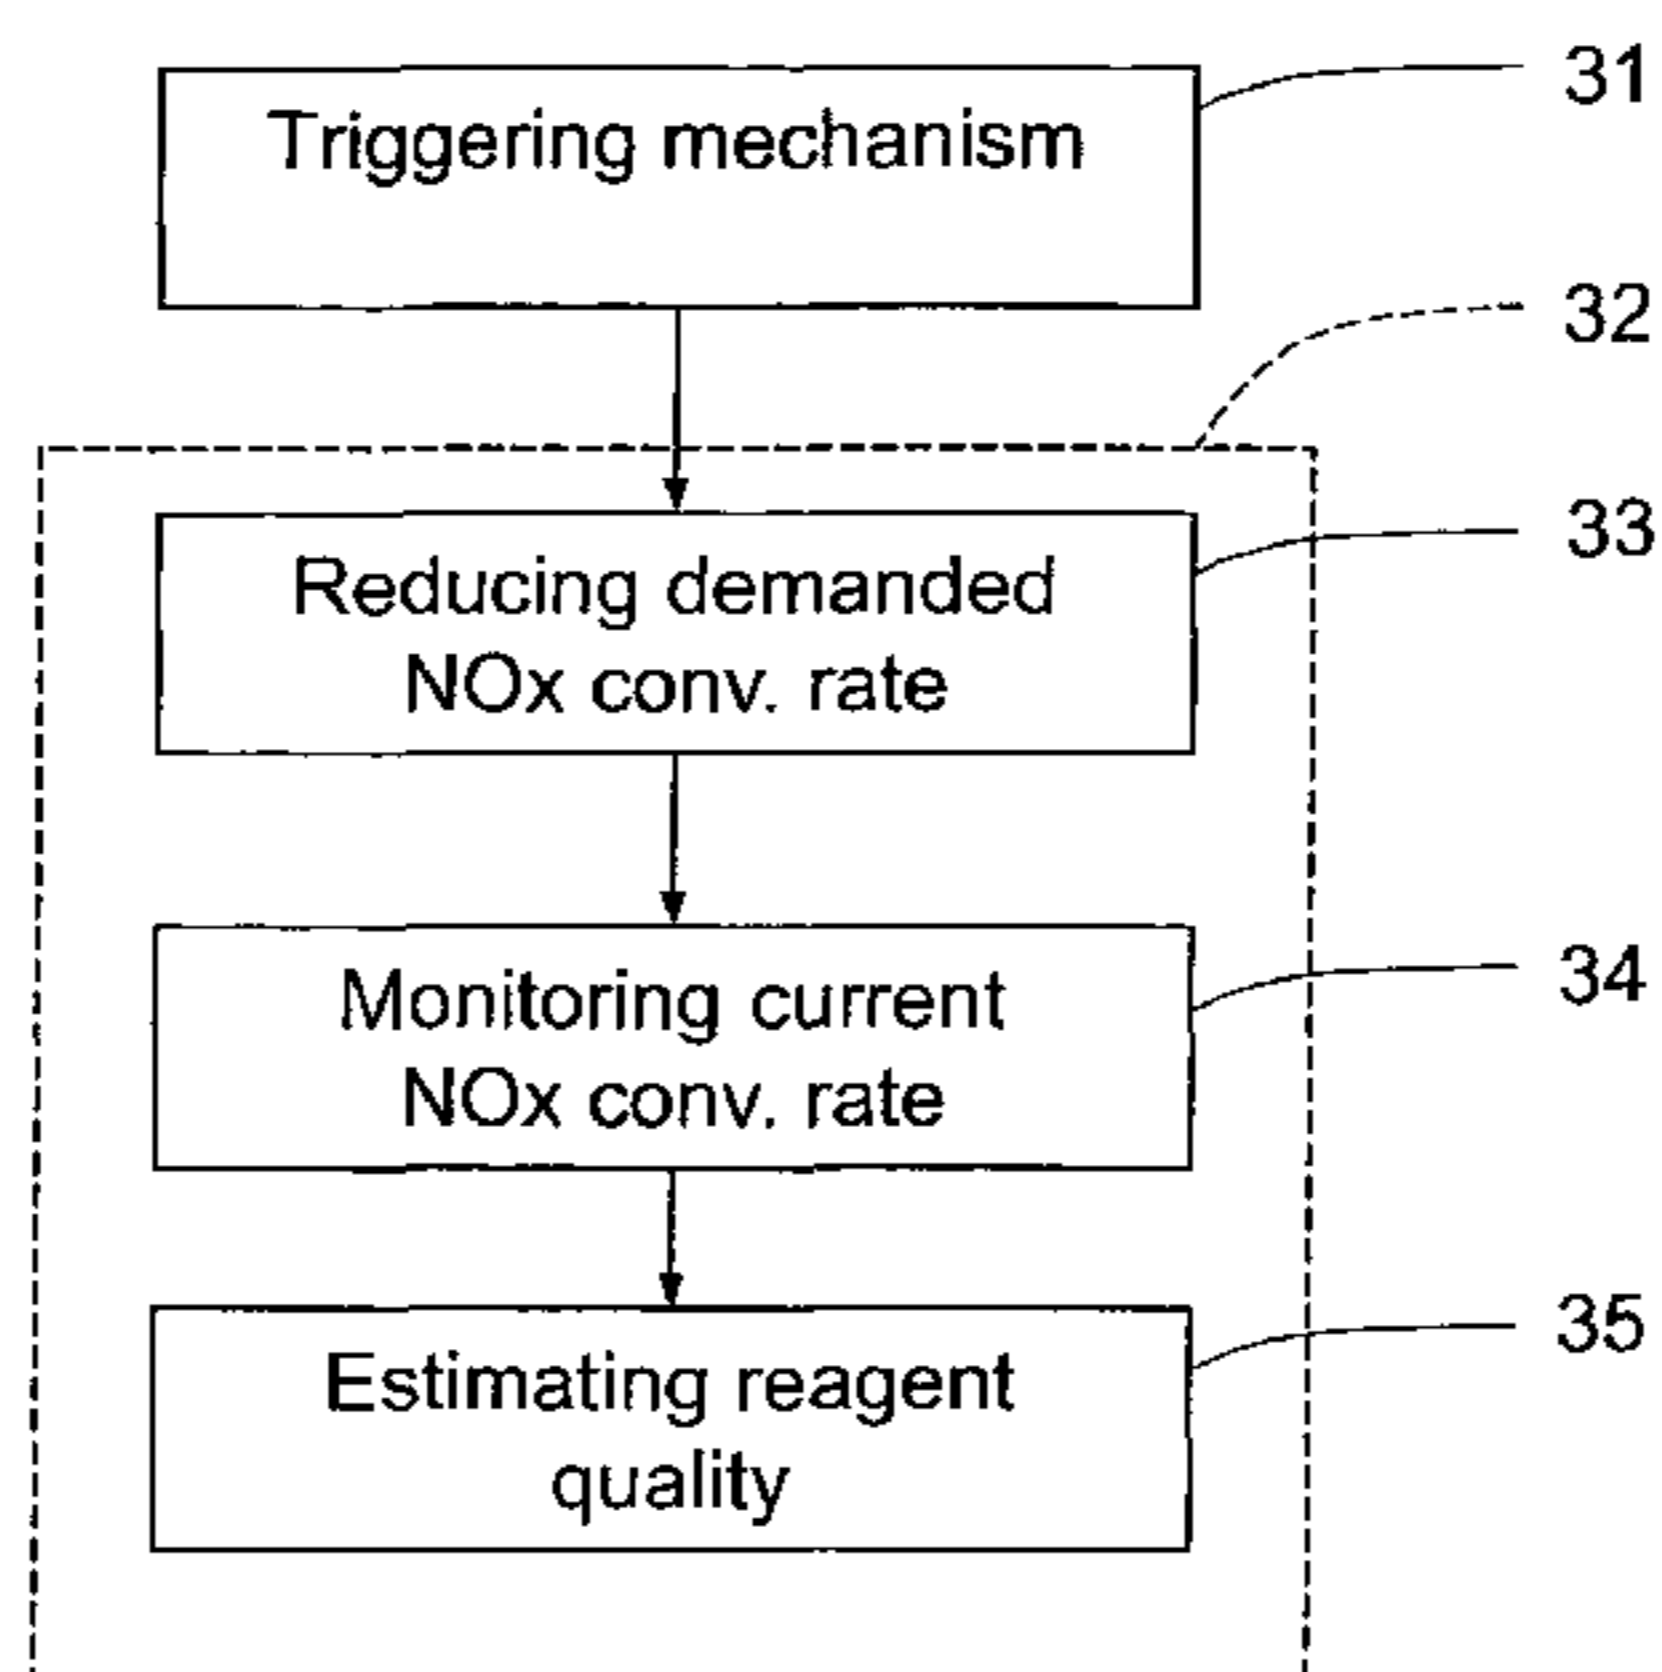 Triggering mechanism
31
32
Reducing demanded
NOx conv. rate
33
Monitoring current
NOx conv. rate
34
Estimating reagent
quality
35